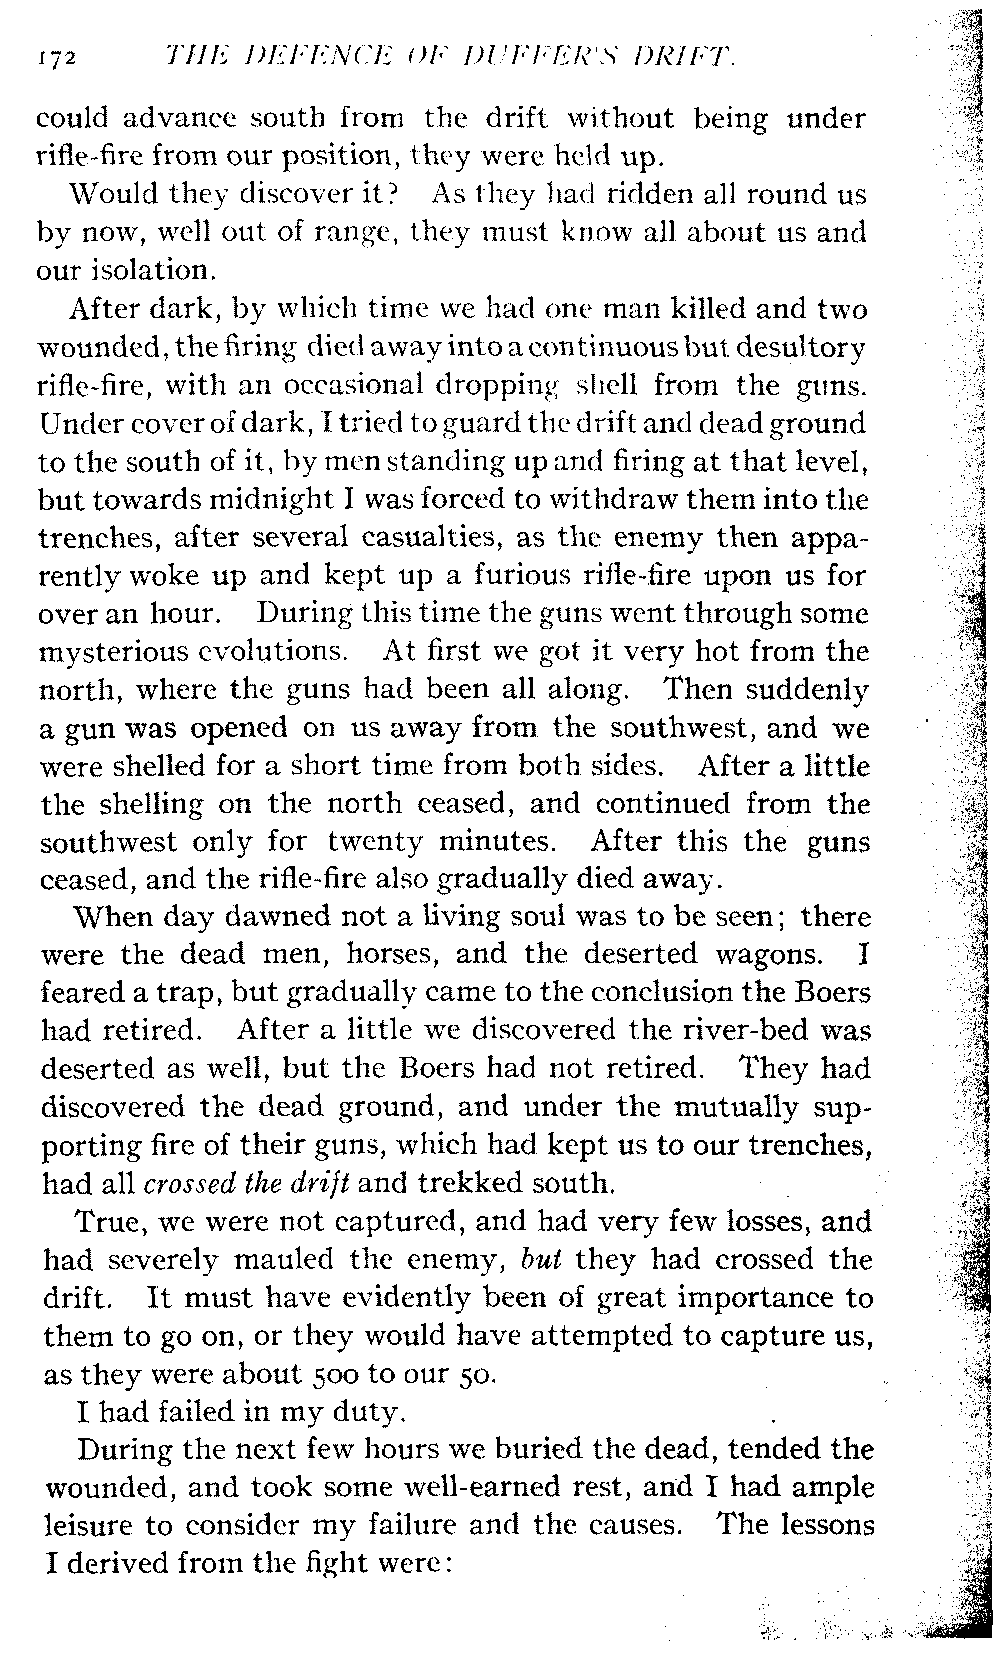 172 THE DEFENCE OF DUFFER'S DRIFT.
could advance south from the drift without being under
rifle-fire from our position, they were held up.
Would they discover it? As they had ridden all round us
by now, well out of range, they must know all about us and
our isolation.
After dark, by which time we had one man killed and two
wounded, the firing died away into a continuous but desultory
rifle-fire, with an occasional dropping shell from the guns.
Under cover of dark, I tried to guard the drift and dead ground
to the south of it, by men standing up and firing at that level,
but towards midnight I was forced to withdraw them into the
trenches, after several casualties, as the enemy then appa-
rently woke up and kept up a furious rifle-fire upon us for
over an hour. During this time the guns went through some
mysterious evolutions. At first we got it very hot from the
north, where the guns had been all along. Then suddenly
a gun was opened on us away from the southwest, and we
were shelled for a short time from both sides. After a little
the shelling on the north ceased, and continued from the
southwest only for twenty minutes. After this the guns
ceased, and the rifle-fire also gradually died away.
When day dawned not a living soul was to be seen; there
were the dead men, horses, and the deserted wagons. I
feared a trap, but gradually came to the conclusion the Boers
had retired. After a little we discovered the river-bed was
deserted as well, but the Boers had not retired. They had
discovered the dead ground, and under the mutually sup-
porting fire of their guns, which had kept us to our trenches,
had all crossed the drift and trekked south.
True, we were not captured, and had very few losses, and
had severely mauled the enemy, but they had crossed the
drift. It must have evidently been of great importance to
them to go on, or they would have attempted to capture us,
as they were about 500 to our 50.
I had failed in my duty.
During the next few hours we buried the dead, tended the
wounded, and took some well-earned rest, and I had ample
leisure to consider my failure and the causes. The lessons
I derived from the fight were: